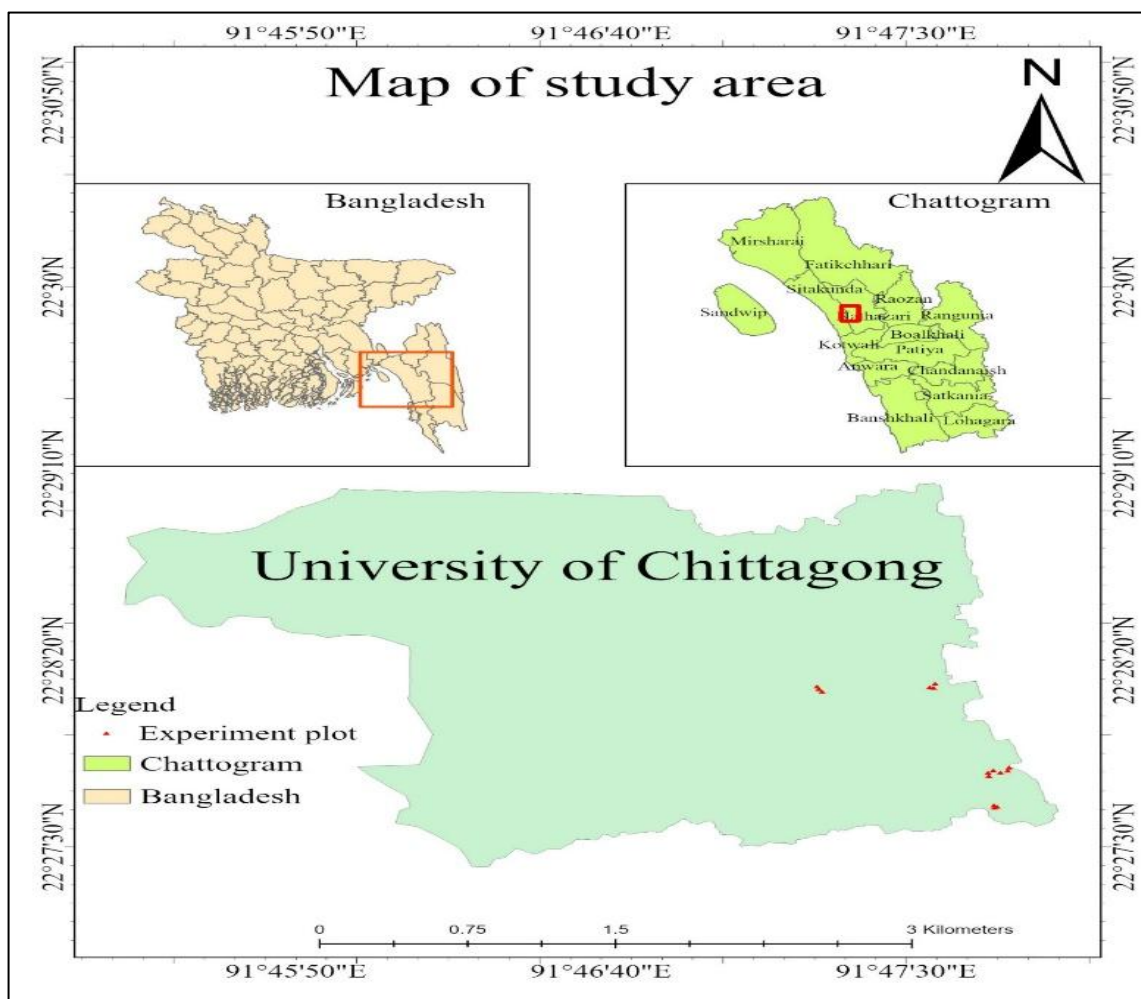 91°45'50"E 91°46'40"E 91°47'30"E
Map of study area
N
22°30'50"N
22°30'50"N
Bangladesh
Chattogram
Mirsharai
Fatikchhari
Sitakunda
Raozan
Sandwip
Hathazari
Rangunia
Boalkhali
Kotwali
Patiya
Anwara
Chandanaish
Satkania
Banshkhali
Lohagara
22°30'N
22°30'N
22°29'10"N
22°29'10"N
University of Chittagong
22°28'20"N
22°28'20"N
Legend
Experiment plot
Chattogram
Bangladesh
22°27'30"N
22°27'30"N
0 0.75 1.5 3 Kilometers
91°45'50"E 91°46'40"E 91°47'30"E